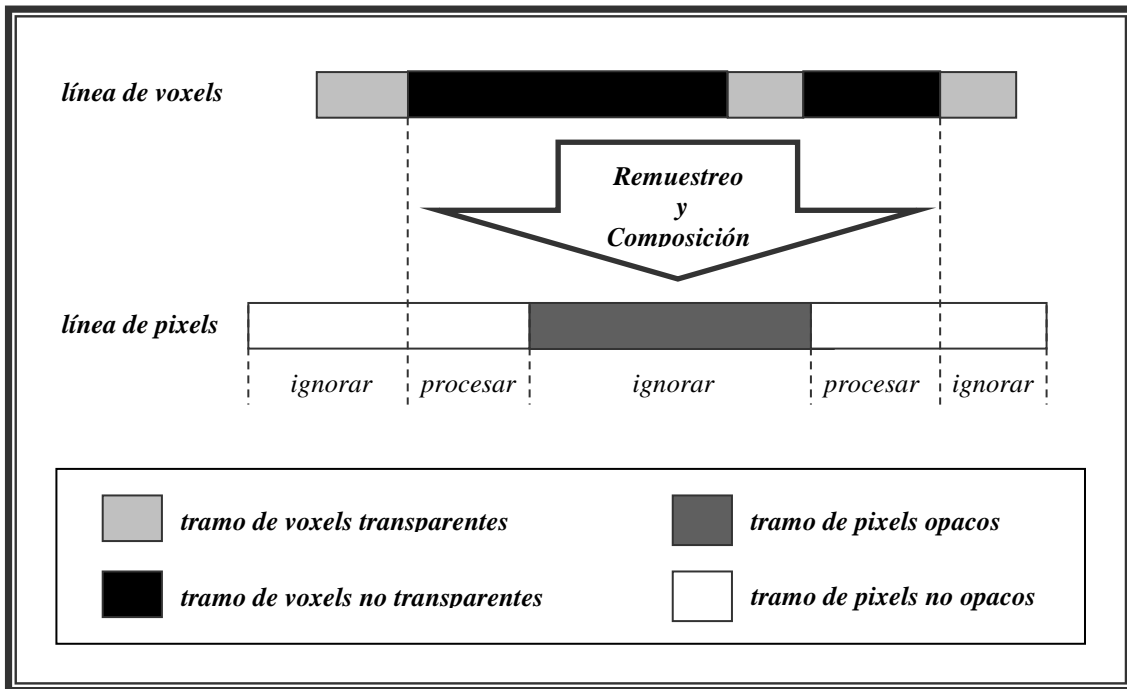 línea de voxels
Remuestreo
y
Composición
línea de pixels
ignorar procesar ignorar procesar ignorar
tramo de voxels transparentes
tramo de pixels opacos
tramo de voxels no transparentes
tramo de pixels no opacos